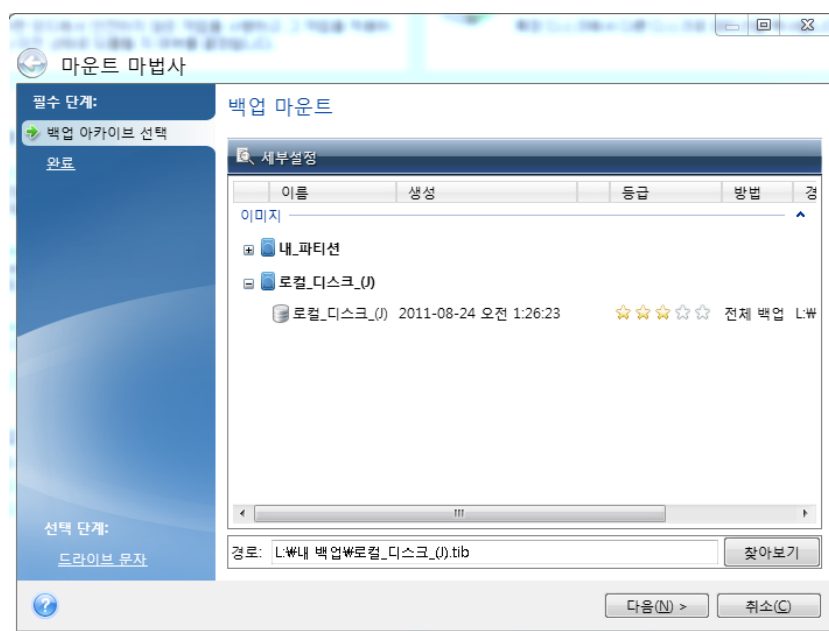 마운트 마법사
필수 단계:
백업 아카이브 선택
완료
선택 단계:
드라이브 문자
백업 마운트
세부설정
이름 생성 등급 방법 경
이미지
내_파티션
로컬_디스크_(J)
로컬_디스크_(J) 2011-08-24 오전 1:26:23 전체 백업 L:₩
경로: L:₩내 백업₩로컬_디스크_(J).tib 찾아보기
다음(N) > 취소(C)